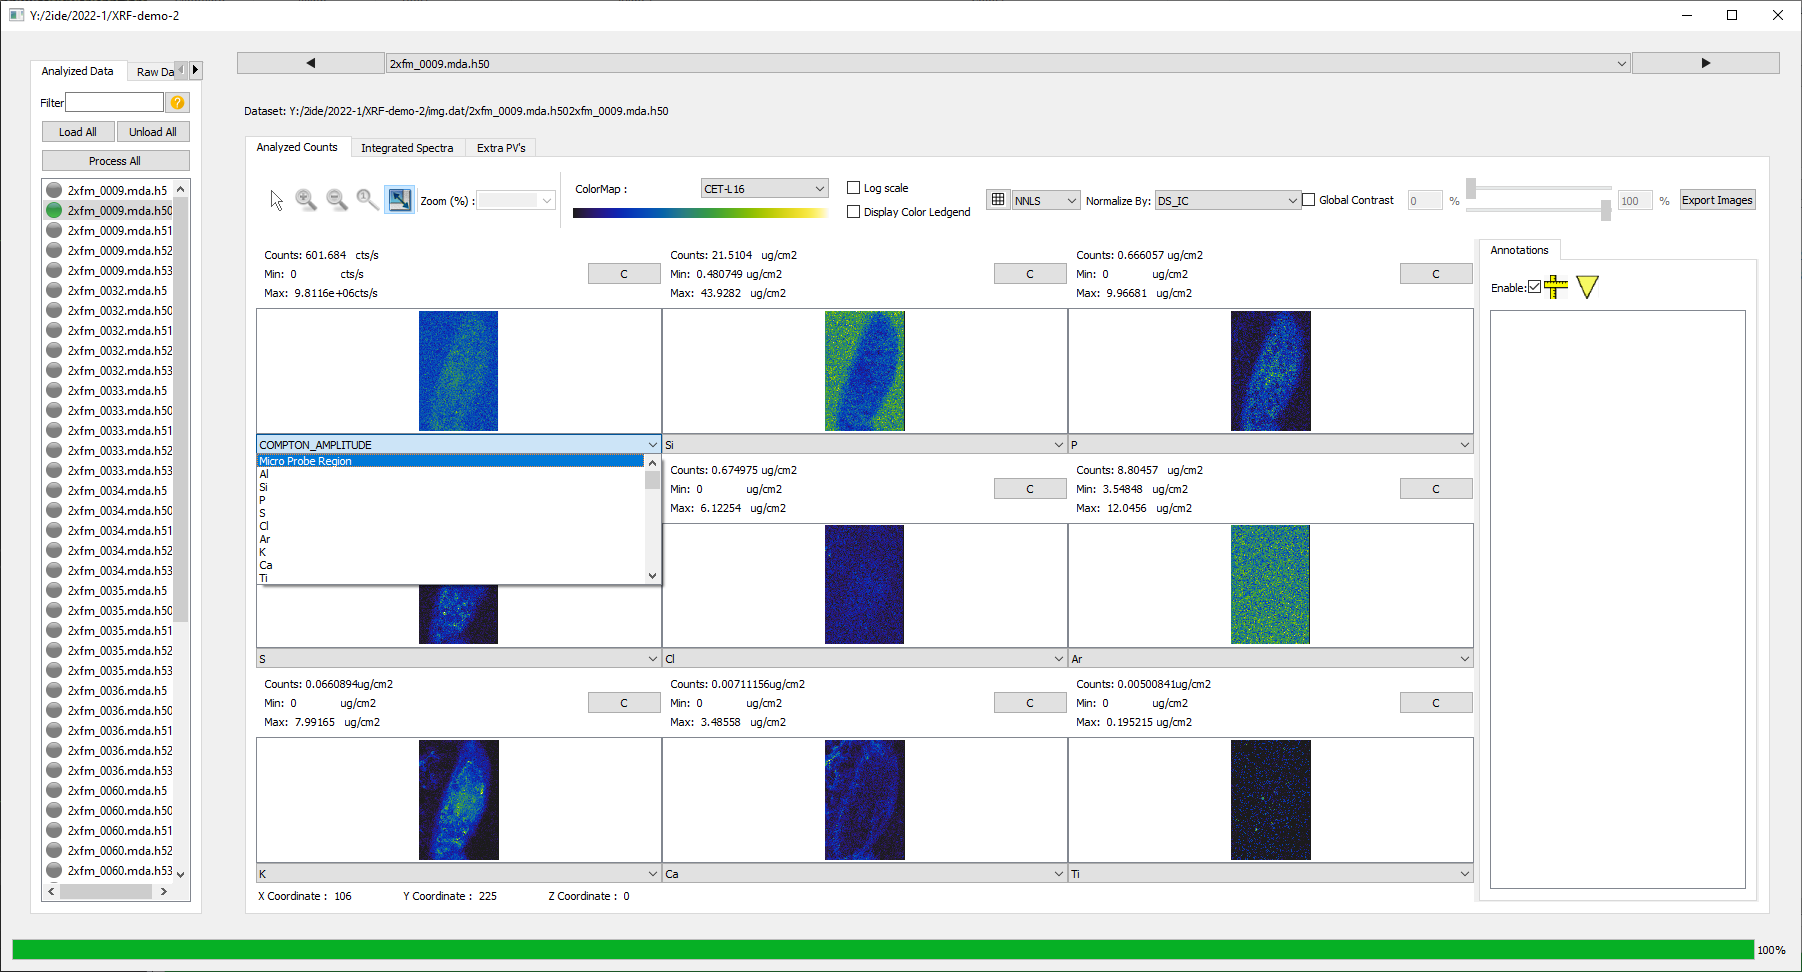 Y:/2ide/2022-1/XRF-demo-2
Analyized Data
Raw Da
Filter
Load All
Unload All
Process All
2xfm_0009.mda.h5
2xfm_0009.mda.h50
2xfm_0009.mda.h51
2xfm_0009.mda.h52
2xfm_0009.mda.h53
2xfm_0032.mda.h5
2xfm_0032.mda.h50
2xfm_0032.mda.h51
2xfm_0032.mda.h52
2xfm_0032.mda.h53
2xfm_0033.mda.h5
2xfm_0033.mda.h50
2xfm_0033.mda.h51
2xfm_0033.mda.h52
2xfm_0033.mda.h53
2xfm_0034.mda.h5
2xfm_0034.mda.h50
2xfm_0034.mda.h51
2xfm_0034.mda.h52
2xfm_0034.mda.h53
2xfm_0035.mda.h5
2xfm_0035.mda.h50
2xfm_0035.mda.h51
2xfm_0035.mda.h52
2xfm_0035.mda.h53
2xfm_0036.mda.h5
2xfm_0036.mda.h50
2xfm_0036.mda.h51
2xfm_0036.mda.h52
2xfm_0036.mda.h53
2xfm_0060.mda.h5
2xfm_0060.mda.h50
2xfm_0060.mda.h51
2xfm_0060.mda.h52
2xfm_0060.mda.h53
2xfm_0009.mda.h50
Dataset: Y:/2ide/2022-1/XRF-demo-2/img.dat/2xfm_0009.mda.h502xfm_0009.mda.h50
Analyzed Counts
Integrated Spectra
Extra PV's
Zoom (%) :
ColorMap :
CET-L16
Log scale
Display Color Ledgend
NNLS
Normalize By:
DS_IC
Global Contrast
0
%
100
%
Export Images
Counts: 601.684 cts/s
Min: 0 cts/s
Max: 9.8116e+06cts/s
C
Counts: 21.5104 ug/cm2
Min: 0.480749 ug/cm2
Max: 43.9282 ug/cm2
C
Counts: 0.666057 ug/cm2
Min: 0 ug/cm2
Max: 9.96681 ug/cm2
C
COMPTON_AMPLITUDE
Si
P
Micro Probe Region
Al
Si
P
S
Cl
Ar
K
Ca
Ti
Counts: 0.674975 ug/cm2
Min: 0 ug/cm2
Max: 6.12254 ug/cm2
C
Counts: 8.80457 ug/cm2
Min: 3.54848 ug/cm2
Max: 12.0456 ug/cm2
C
S
Cl
Ar
Counts: 0.0660894ug/cm2
Min: 0 ug/cm2
Max: 7.99165 ug/cm2
C
Counts: 0.00711156ug/cm2
Min: 0 ug/cm2
Max: 3.48558 ug/cm2
C
Counts: 0.00500841ug/cm2
Min: 0 ug/cm2
Max: 0.195215 ug/cm2
C
K
Ca
Ti
X Coordinate : 106
Y Coordinate : 225
Z Coordinate : 0
Annotations
Enable:
100%